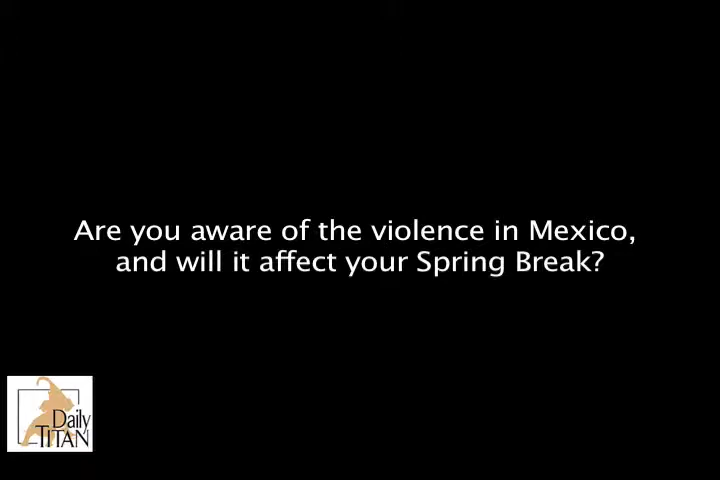 Are you aware of the violence in Mexico,
and will it affect your Spring Break?
Daily
TITAN